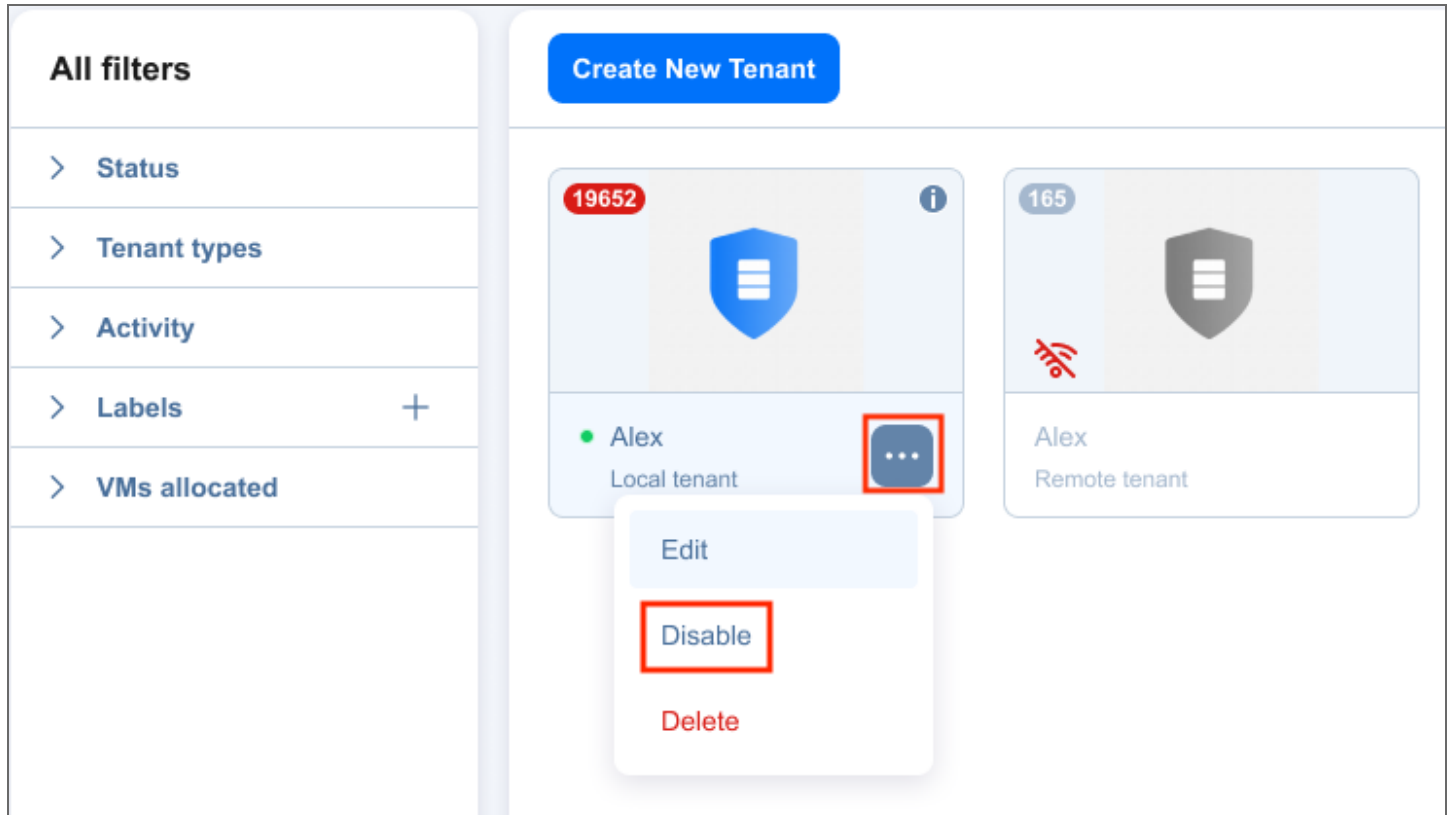 All filters
Status
Tenant types
Activity
Labels
VMs allocated
Create New Tenant
19652
165
Alex
Local tenant
Alex
Remote tenant
Edit
Disable
Delete